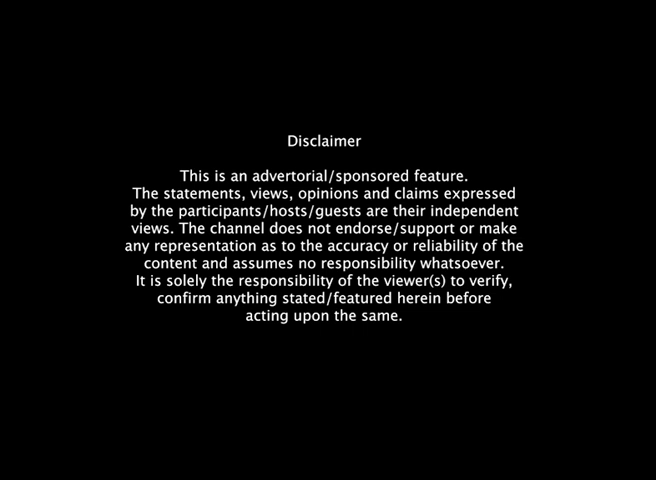 Disclaimer
This is an advertorial/sponsored feature.
The statements, views, opinions and claims expressed
by the participants/hosts/guests are their independent
views. The channel does not endorse/support or make
any representation as to the accuracy or reliability of the
content and assumes no responsibility whatsoever.
It is solely the responsibility of the viewer(s) to verify,
confirm anything stated/featured herein before
acting upon the same.